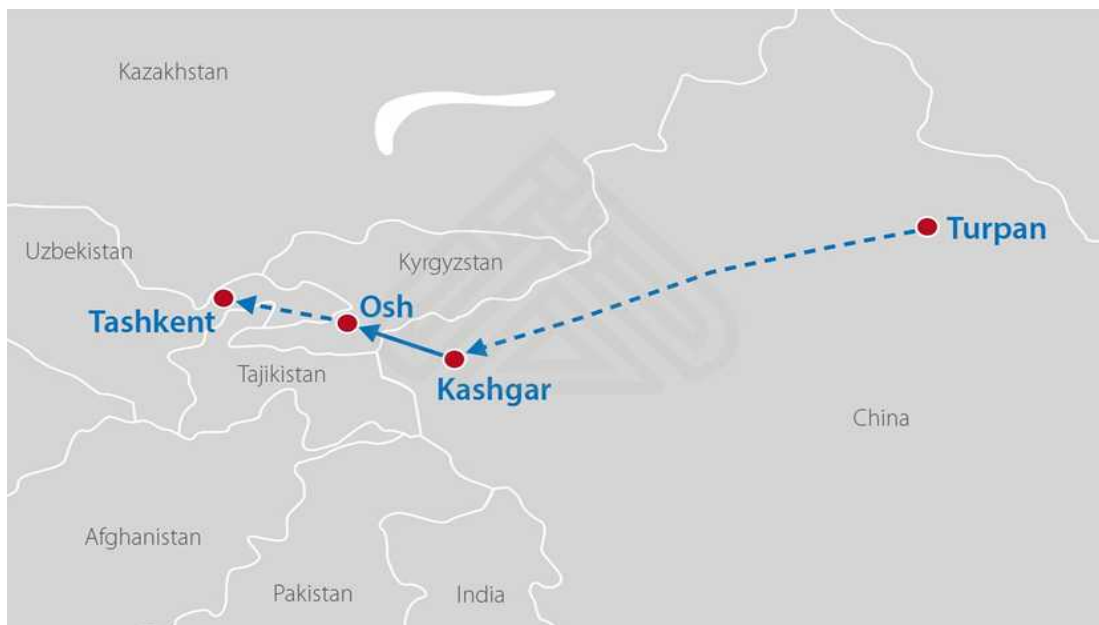 Kazakhstan
Turpan
Uzbekistan
Kyrgyzstan
Osh
Tashkent
Tajikistan
Kashgar
China
Afghanistan
Pakistan
India